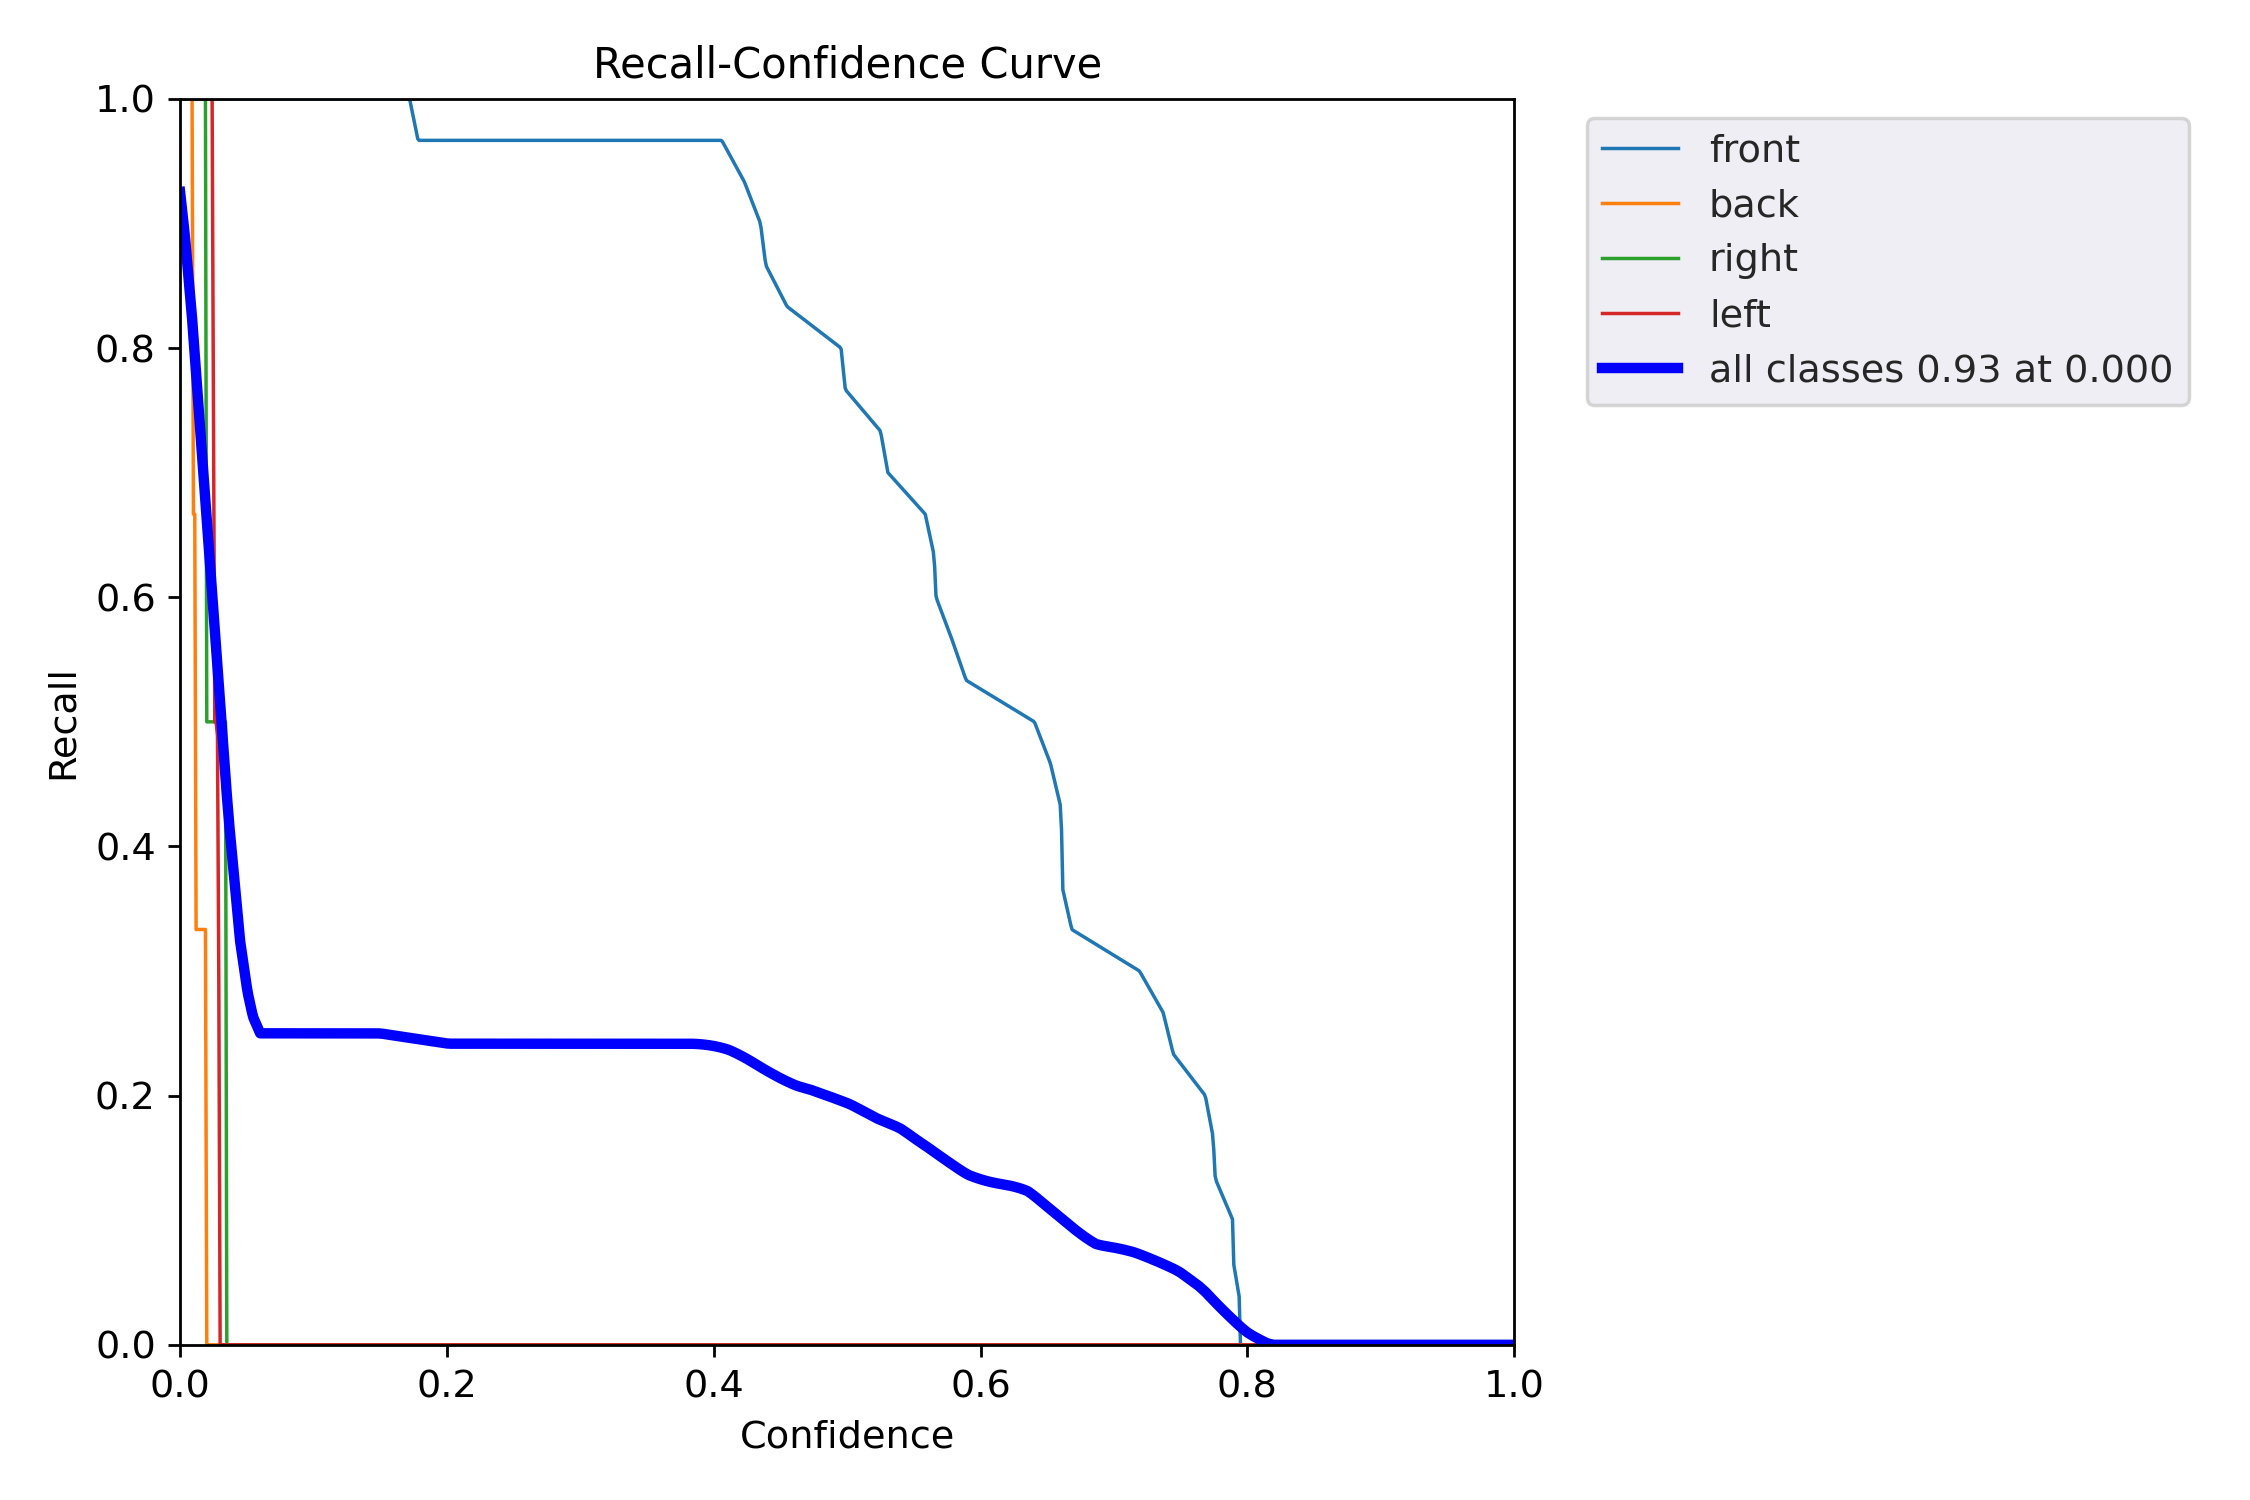 Recall-Confidence Curve
1.0
0.8
0.6
0.4
0.2
0.0
Recall
0.0 0.2 0.4 0.6 0.8 1.0
Confidence
front
back
right
left
all classes 0.93 at 0.000